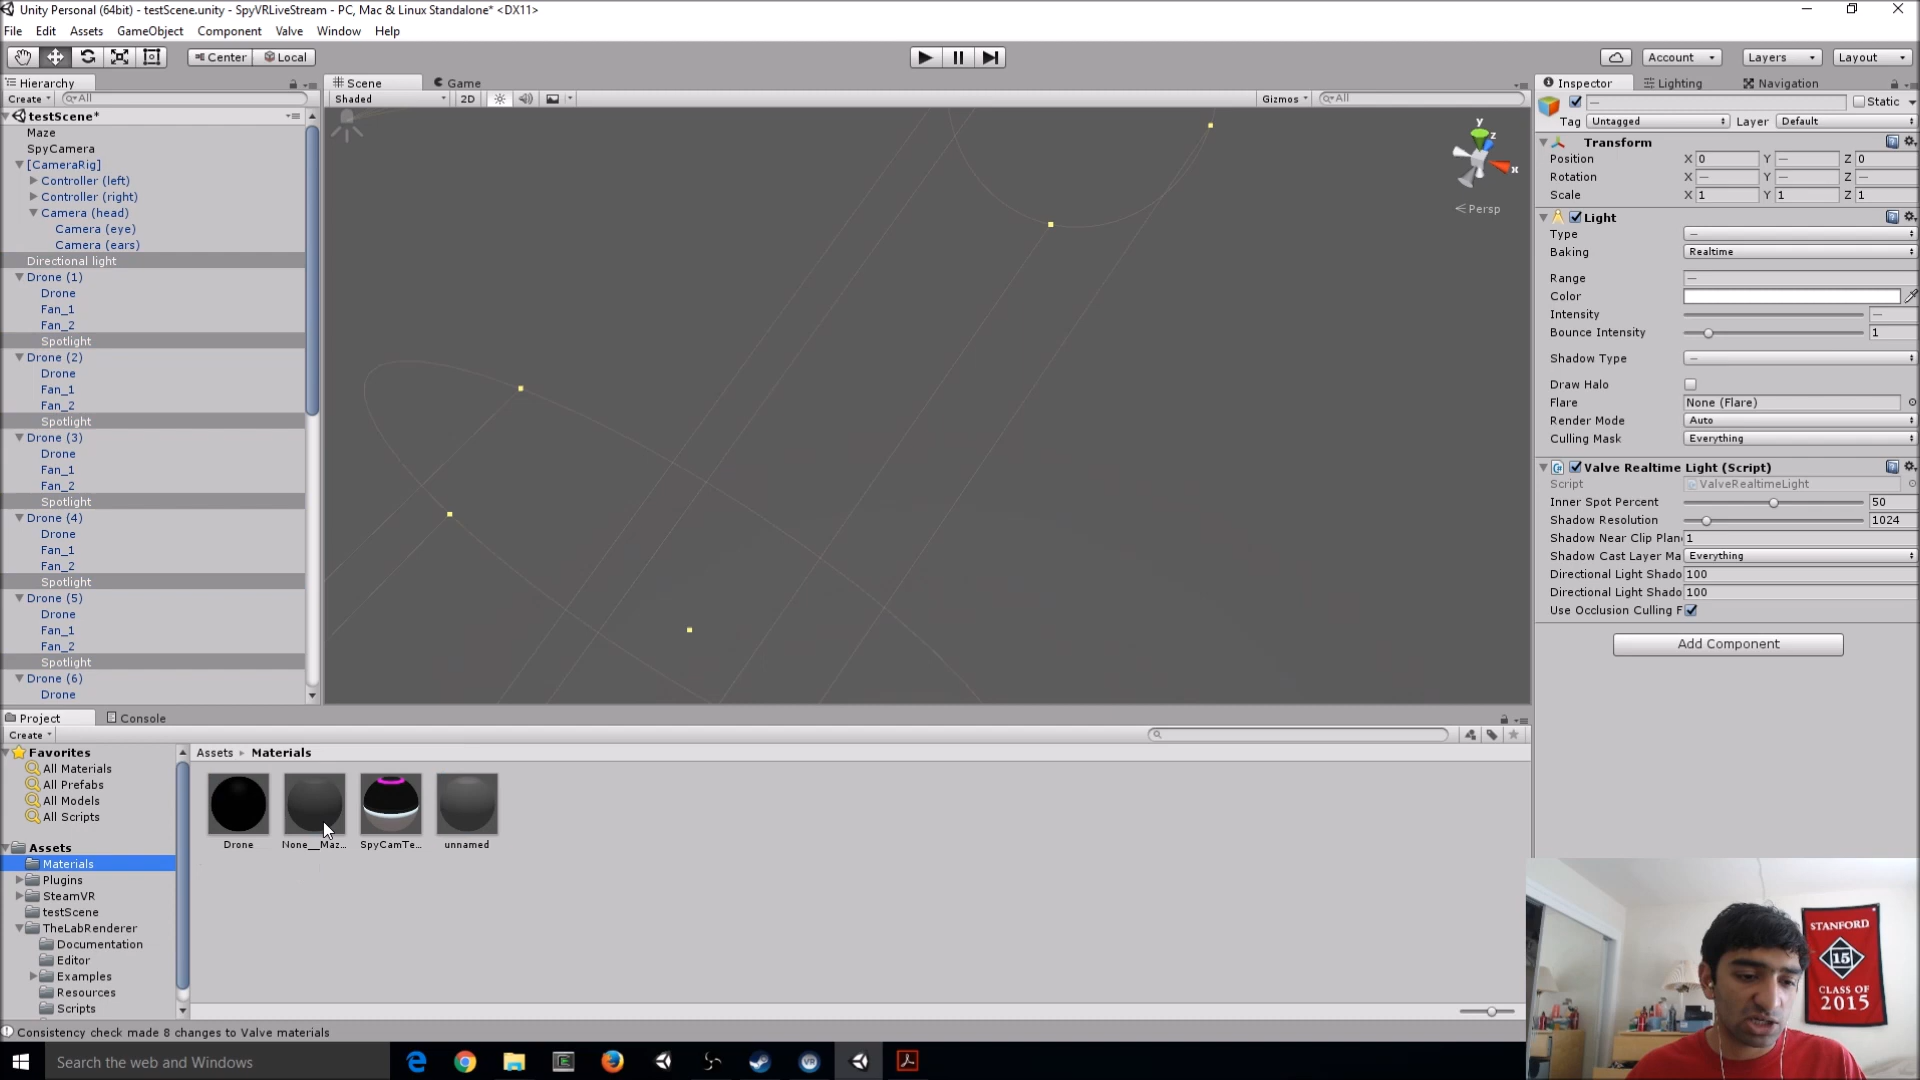 Unity Personal (64bit) - testScene.unity - SpyVRLiveStream - PC, Mac & Linux Standalone* <DX11>
File Edit Assets GameObject Component Valve Window Help
Center Local Account Layers Layout
Hierarchy
Create All
testScene*
Maze
SpyCamera
[CameraRig]
Controller (left)
Controller (right)
Camera (head)
Camera (eye)
Camera (ears)
Directional light
Drone (1)
Drone
Fan_1
Fan_2
Spotlight
Drone (2)
Drone
Fan_1
Fan_2
Spotlight
Drone (3)
Drone
Fan_1
Fan_2
Spotlight
Drone (4)
Drone
Fan_1
Fan_2
Spotlight
Drone (5)
Drone
Fan_1
Fan_2
Spotlight
Drone (6)
Drone
Scene Game
Shaded 2D Gizmos All
y
z
x
Persp
Inspector Lighting Navigation
— Static
Tag Untagged Layer Default
Transform
Position X 0 Y — Z 0
Rotation X — Y — Z —
Scale X 1 Y 1 Z 1
Light
Type —
Baking Realtime
Range —
Color
Intensity —
Bounce Intensity 1
Shadow Type —
Draw Halo
Flare None (Flare)
Render Mode Auto
Culling Mask Everything
Valve Realtime Light (Script)
Script ValveRealtimeLight
Inner Spot Percent 50
Shadow Resolution 1024
Shadow Near Clip Plan 1
Shadow Cast Layer Ma Everything
Directional Light Shado 100
Directional Light Shado 100
Use Occlusion Culling F
Add Component
Project Console
Create
Favorites
All Materials
All Prefabs
All Models
All Scripts
Assets
Materials
Plugins
SteamVR
testScene
TheLabRenderer
Documentation
Editor
Examples
Resources
Scripts
Assets Materials
Drone None__Maz... SpyCamTe... unnamed
Consistency check made 8 changes to Valve materials
STANFORD
15
CLASS OF
2015
Search the web and Windows
VR